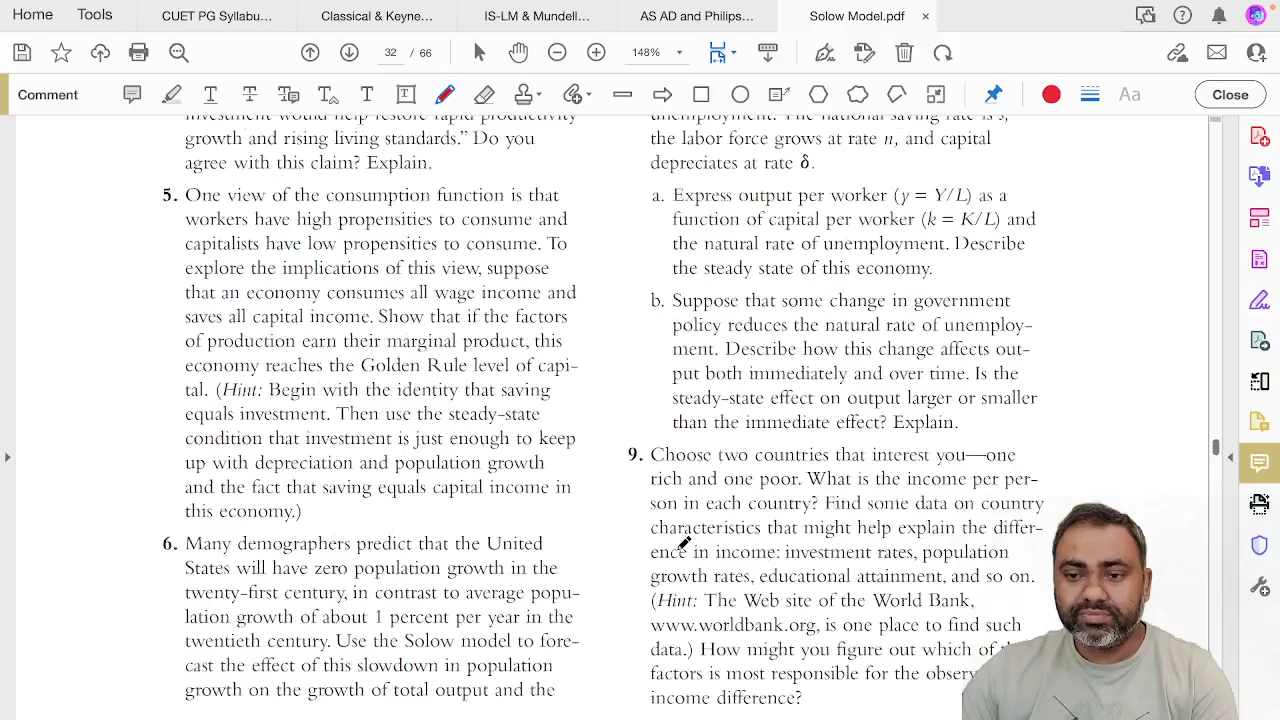 Home
Tools
CUET PG Syllabu...
Classical & Keyne...
IS-LM & Mundell...
AS AD and Philips...
Solow Model.pdf
32 / 66
148%
Comment
Aa
Close
investment would help restore rapid productivity
growth and rising living standards.” Do you
agree with this claim? Explain.
5. One view of the consumption function is that
workers have high propensities to consume and
capitalists have low propensities to consume. To
explore the implications of this view, suppose
that an economy consumes all wage income and
saves all capital income. Show that if the factors
of production earn their marginal product, this
economy reaches the Golden Rule level of capi-
tal. (Hint: Begin with the identity that saving
equals investment. Then use the steady-state
condition that investment is just enough to keep
up with depreciation and population growth
and the fact that saving equals capital income in
this economy.)
6. Many demographers predict that the United
States will have zero population growth in the
twenty-first century, in contrast to average popu-
lation growth of about 1 percent per year in the
twentieth century. Use the Solow model to fore-
cast the effect of this slowdown in population
growth on the growth of total output and the
unemployment. The national saving rate is s,
the labor force grows at rate n, and capital
depreciates at rate δ.
a. Express output per worker (y = Y/L) as a
function of capital per worker (k = K/L) and
the natural rate of unemployment. Describe
the steady state of this economy.
b. Suppose that some change in government
policy reduces the natural rate of unemploy-
ment. Describe how this change affects out-
put both immediately and over time. Is the
steady-state effect on output larger or smaller
than the immediate effect? Explain.
9. Choose two countries that interest you—one
rich and one poor. What is the income per per-
son in each country? Find some data on country
characteristics that might help explain the differ-
ence in income: investment rates, population
growth rates, educational attainment, and so on.
(Hint: The Web site of the World Bank,
www.worldbank.org, is one place to find such
data.) How might you figure out which of
factors is most responsible for the
income difference?